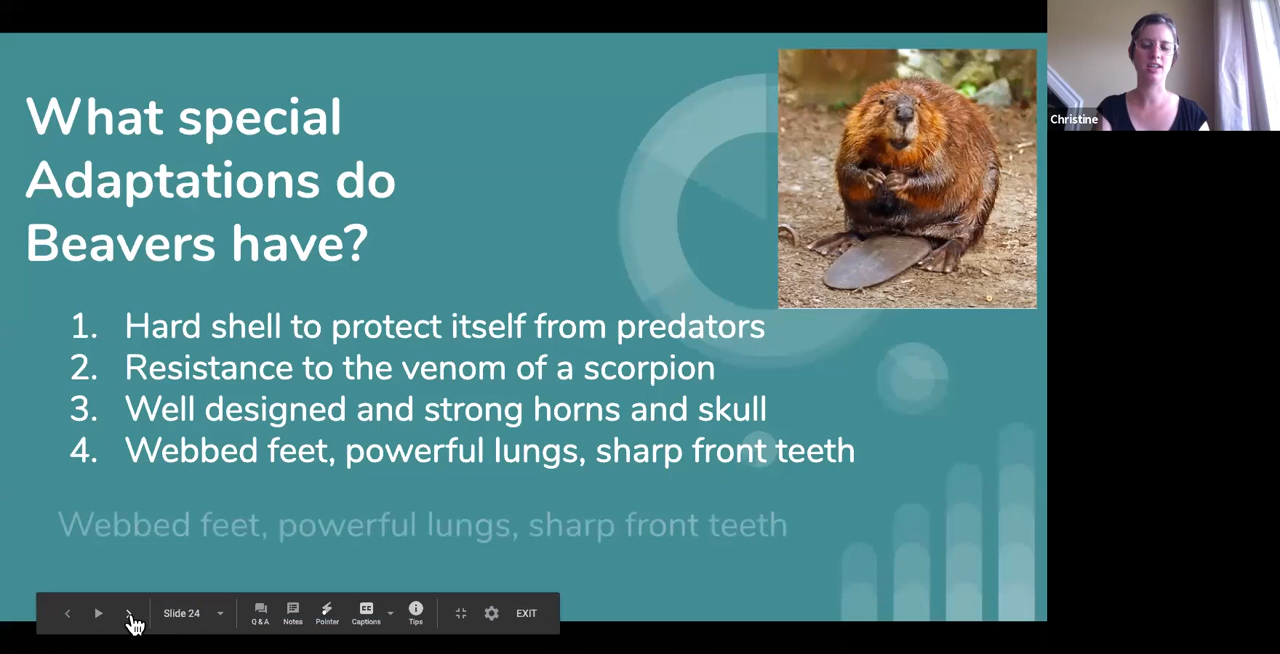 What special
Adaptations do
Beavers have?
1. Hard shell to protect itself from predators
2. Resistance to the venom of a scorpion
3. Well designed and strong horns and skull
4. Webbed feet, powerful lungs, sharp front teeth
Webbed feet, powerful lungs, sharp front teeth
Christine
Slide 24
Q & A
Notes
Pointer
Captions
Tips
EXIT